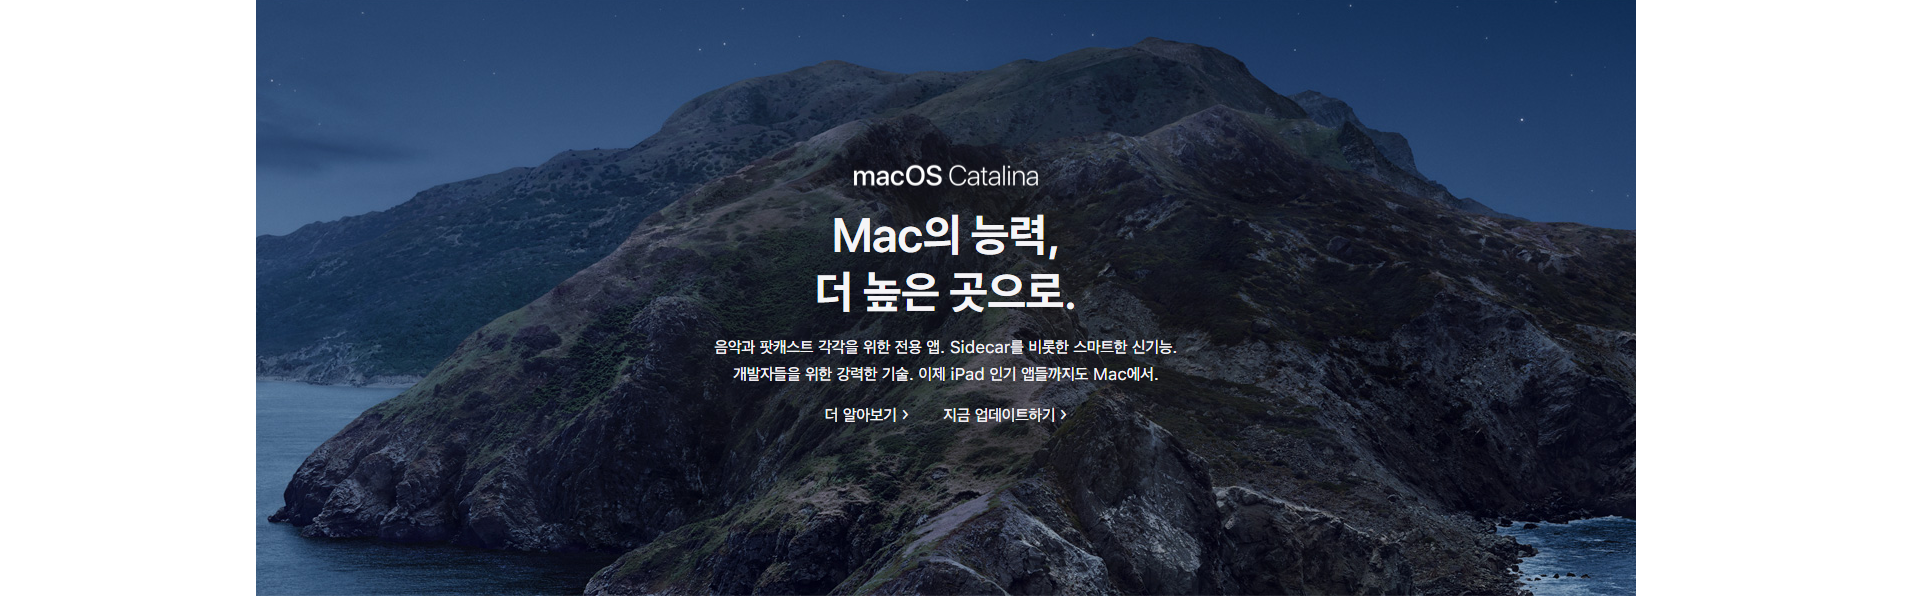 macOS Catalina
Mac의 능력,
더 높은 곳으로.
음악과 팟캐스트 각각을 위한 전용 앱. Sidecar를 비롯한 스마트한 신기능.
개발자들을 위한 강력한 기술. 이제 iPad 인기 앱들까지도 Mac에서.
더 알아보기 > 지금 업데이트하기 >